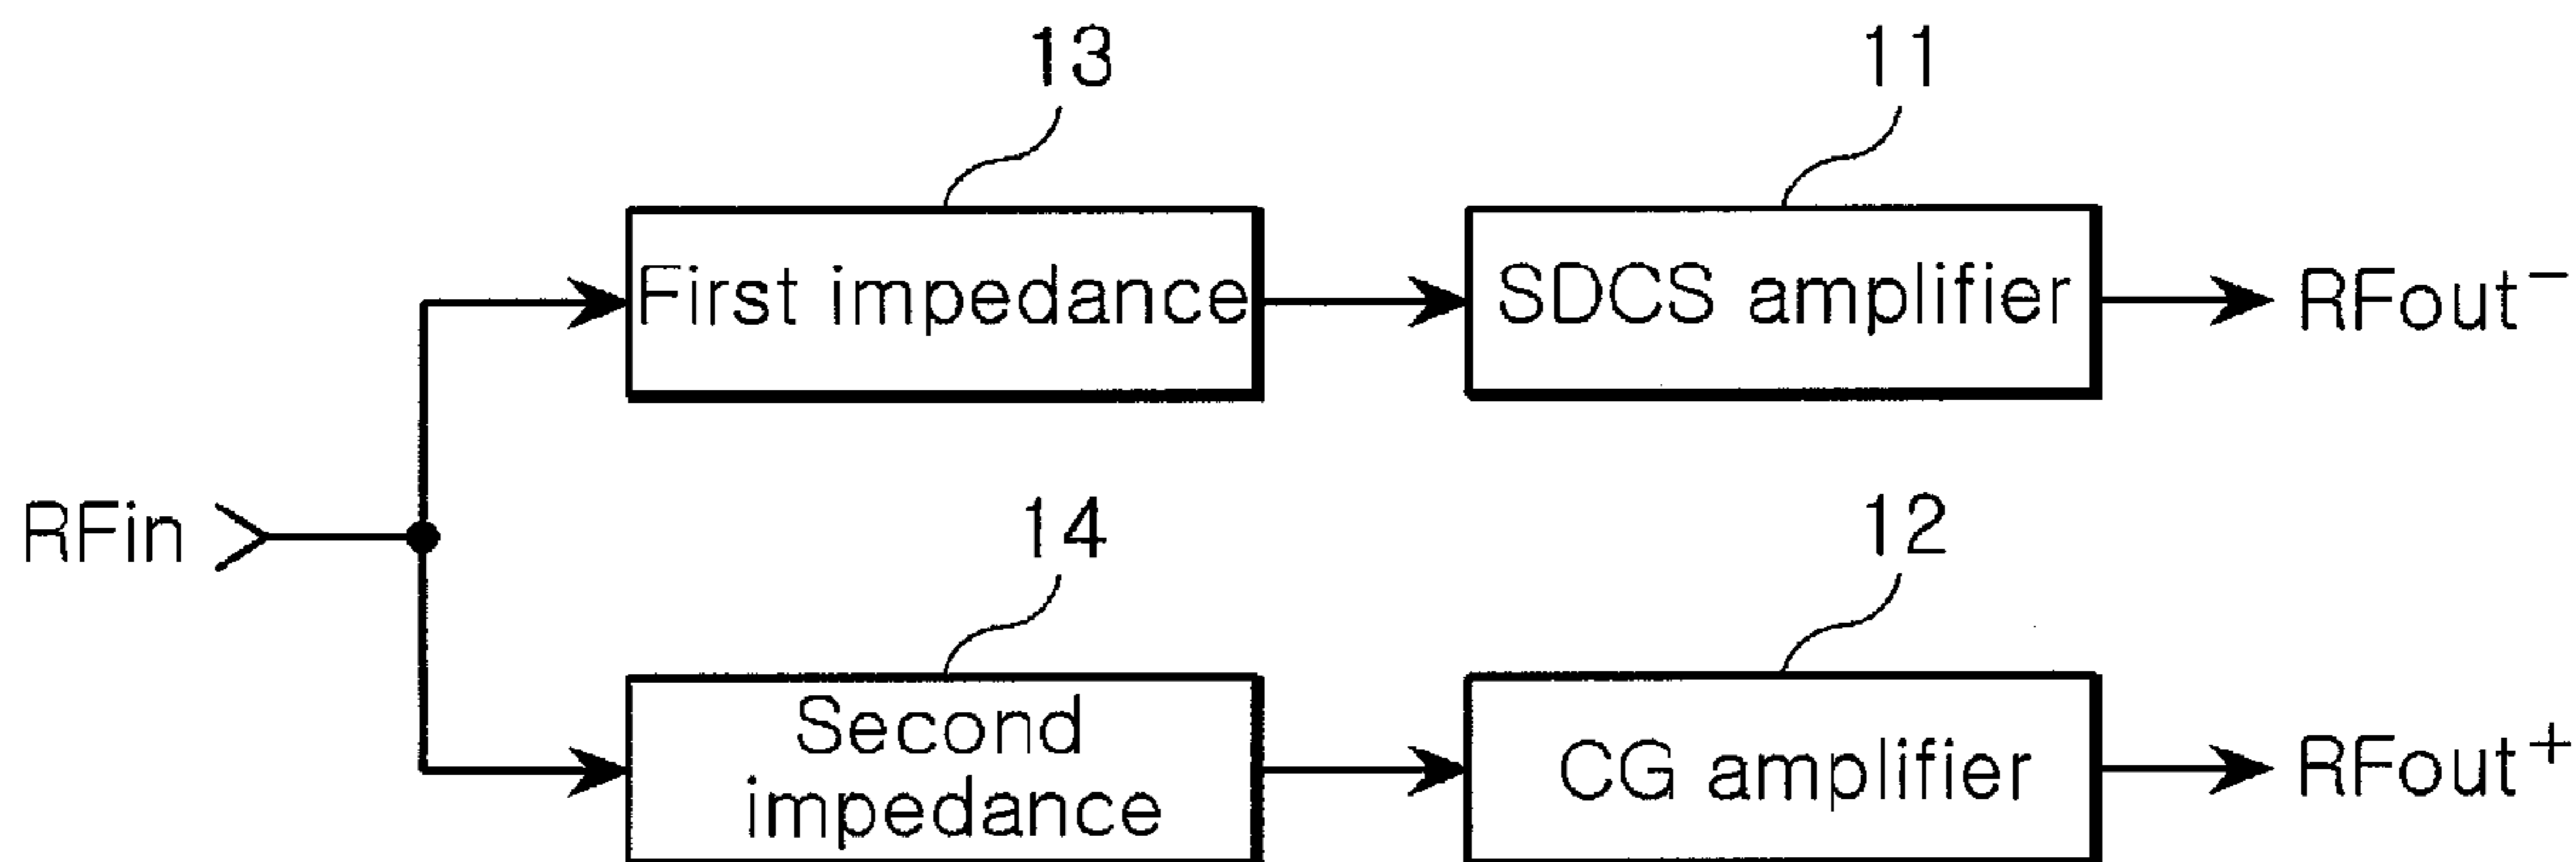 13
11
First impedance
SDCS amplifier
RFout⁻
RFin
14
12
Second
impedance
CG amplifier
RFout⁺